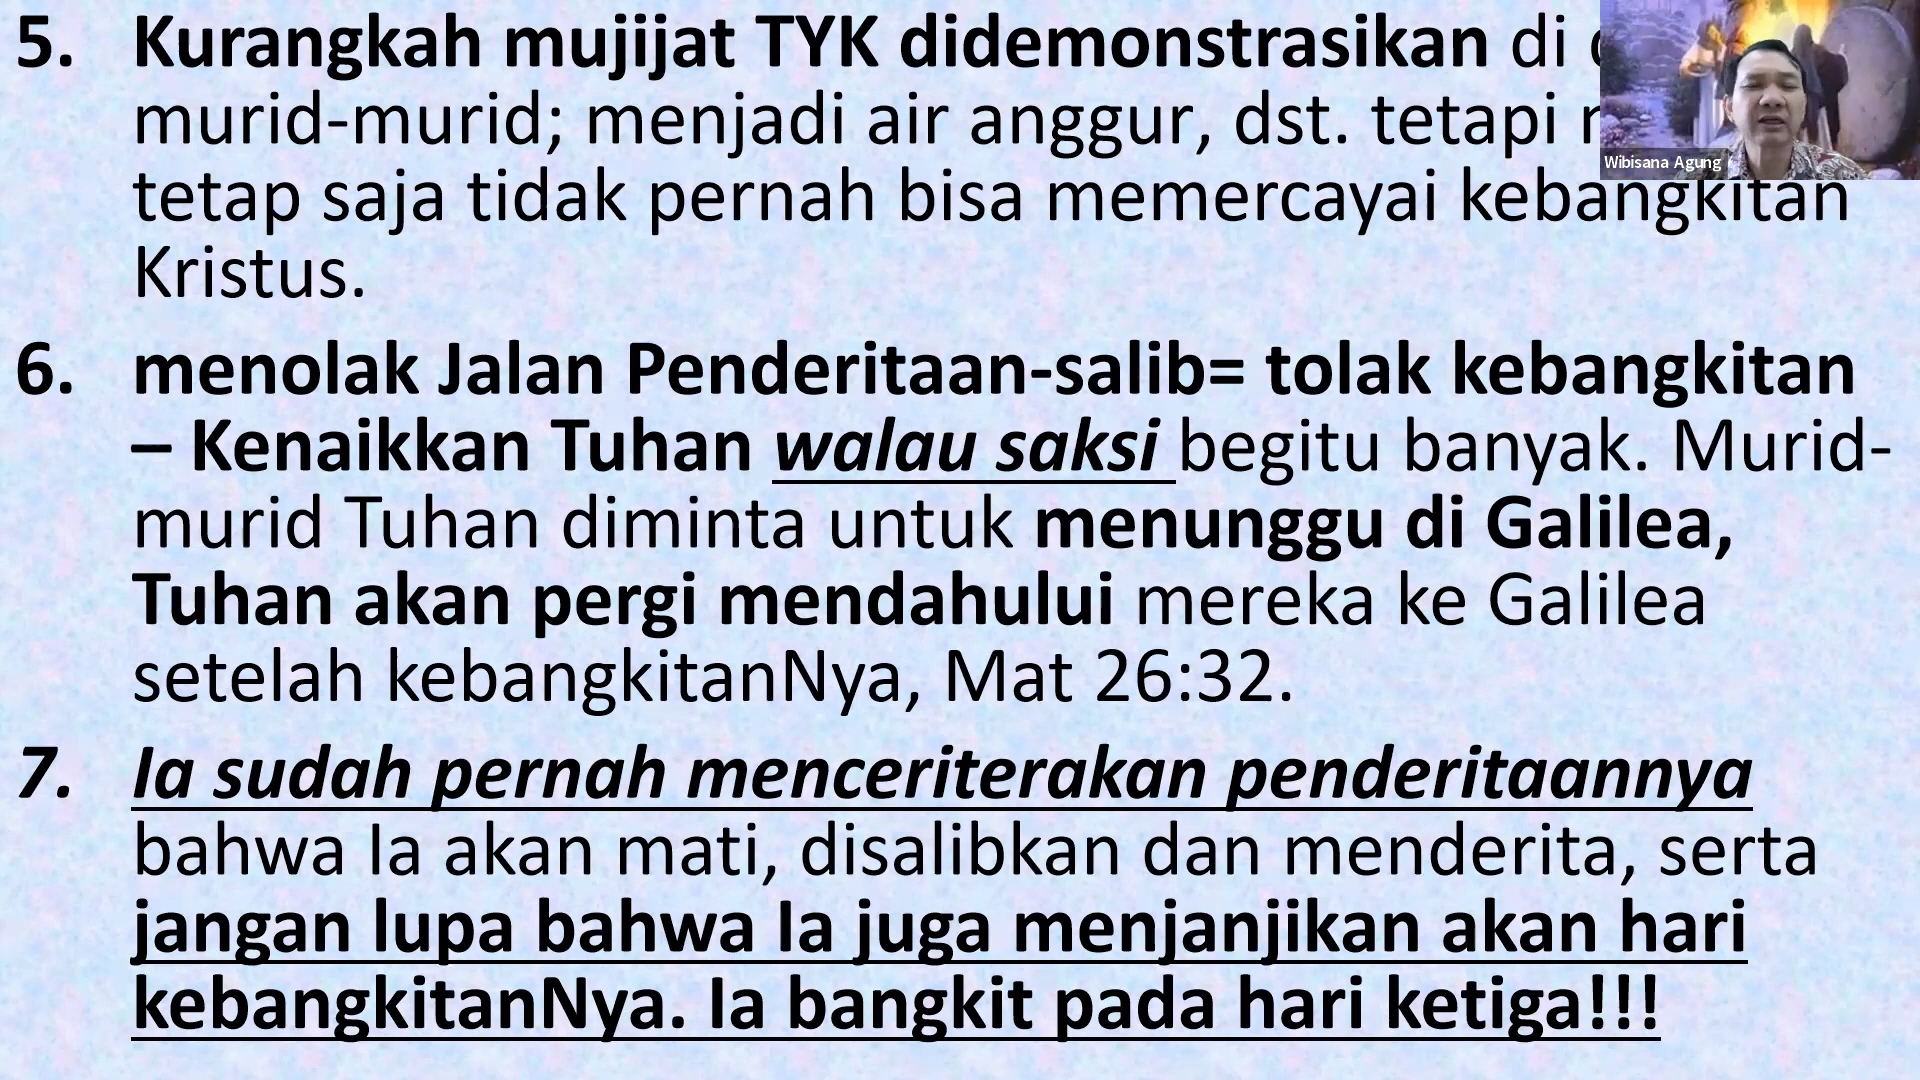 5. Kurangkah mujijat TYK didemonstrasikan di
murid-murid; menjadi air anggur, dst. tetapi
tetap saja tidak pernah bisa memercayai kebangkitan
Kristus.
6. menolak Jalan Penderitaan-salib= tolak kebangkitan
– Kenaikkan Tuhan walau saksi begitu banyak. Murid-
murid Tuhan diminta untuk menunggu di Galilea,
Tuhan akan pergi mendahului mereka ke Galilea
setelah kebangkitanNya, Mat 26:32.
7. Ia sudah pernah menceriterakan penderitaannya
bahwa Ia akan mati, disalibkan dan menderita, serta
jangan lupa bahwa Ia juga menjanjikan akan hari
kebangkitanNya. Ia bangkit pada hari ketiga!!!
Wibisana Agung